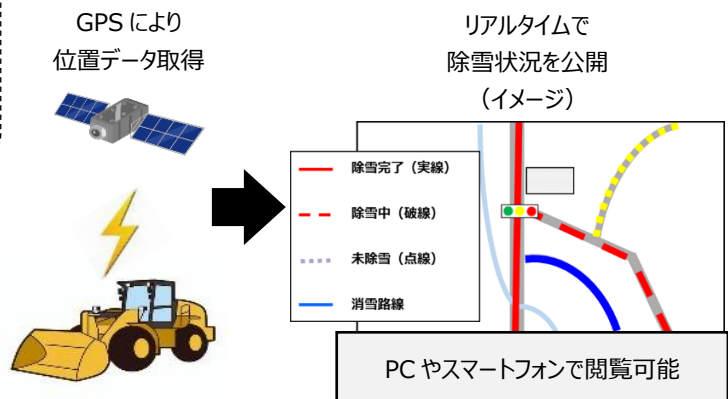 GPS により
位置データ取得
リアルタイムで
除雪状況を公開
（イメージ）
除雪完了（実線）
除雪中（破線）
未除雪（点線）
消雪路線
PC やスマートフォンで閲覧可能